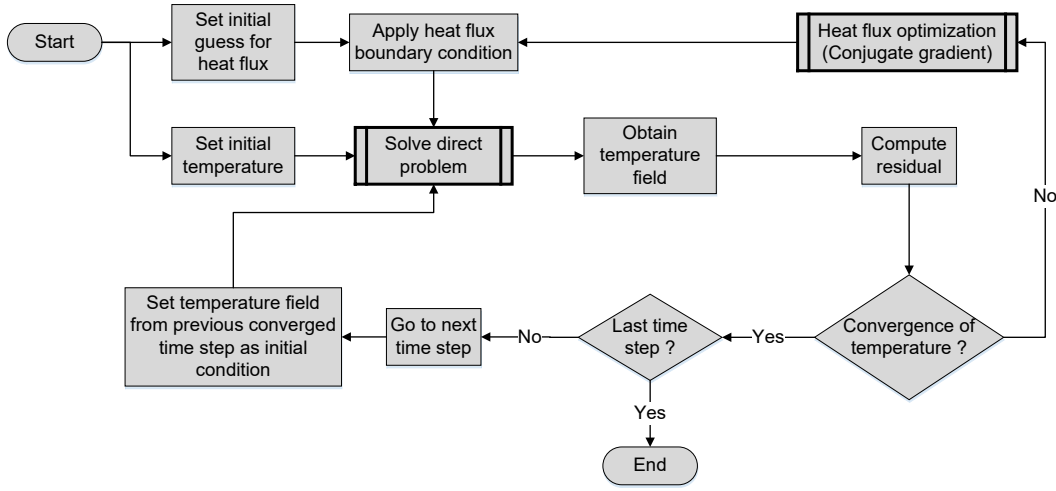 Start
Set initial
guess for
heat flux
Apply heat flux
boundary condition
Heat flux optimization
(Conjugate gradient)
Set initial
temperature
Solve direct
problem
Obtain
temperature
field
Compute
residual
No
Set temperature field
from previous converged
time step as initial
condition
Go to next
time step
No
Last time
step ?
Yes
Convergence of
temperature ?
Yes
End